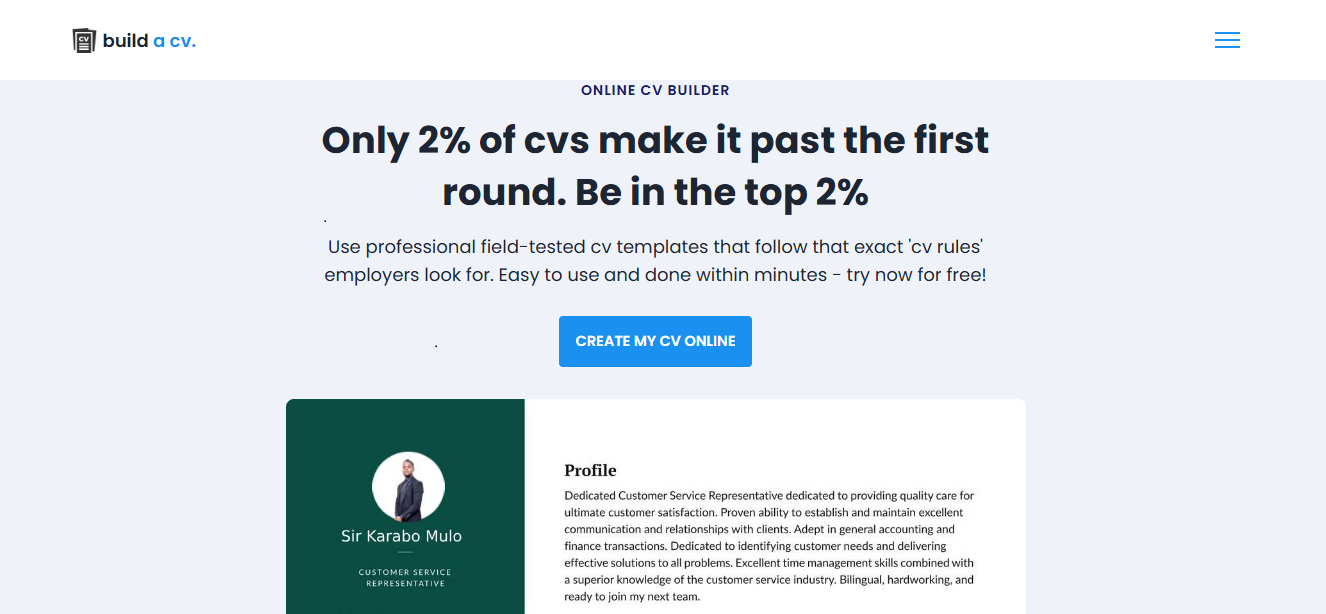 build a cv.
ONLINE CV BUILDER
Only 2% of cvs make it past the first
round. Be in the top 2%
.
Use professional field-tested cv templates that follow that exact 'cv rules'
employers look for. Easy to use and done within minutes - try now for free!
CREATE MY CV ONLINE
.
Sir Karabo Mulo
CUSTOMER SERVICE
REPRESENTATIVE
Profile
Dedicated Customer Service Representative dedicated to providing quality care for
ultimate customer satisfaction. Proven ability to establish and maintain excellent
communication and relationships with clients. Adept in general accounting and
finance transactions. Dedicated to identifying customer needs and delivering
effective solutions to all problems. Excellent time management skills combined with
a superior knowledge of the customer service industry. Bilingual, hardworking, and
ready to join my next team.